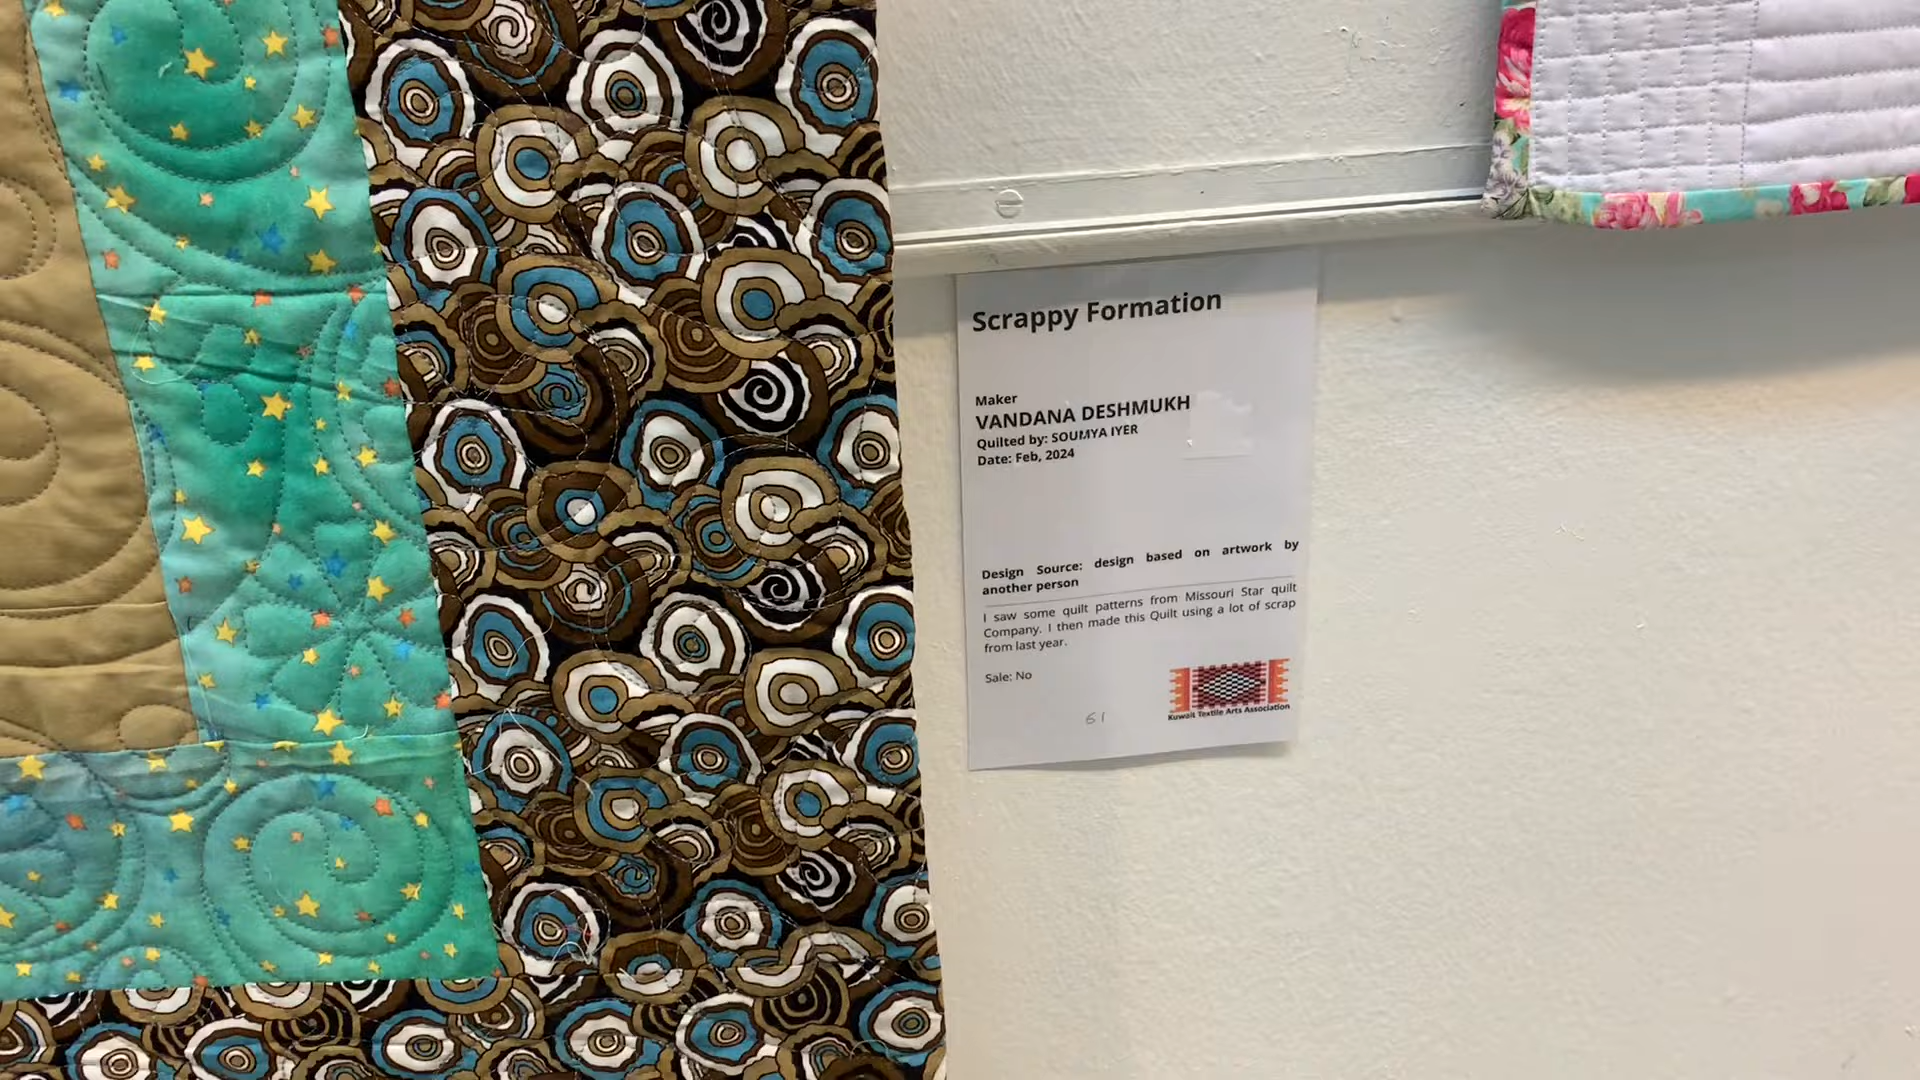 Scrappy Formation
Maker
VANDANA DESHMUKH
Quilted by: SOUMYA IYER
Date: Feb, 2024
Design Source: design based on artwork by
another person
I saw some quilt patterns from Missouri Star quilt
Company. I then made this Quilt using a lot of scrap
from last year.
Sale: No
61
Kuwait Textile Arts Association